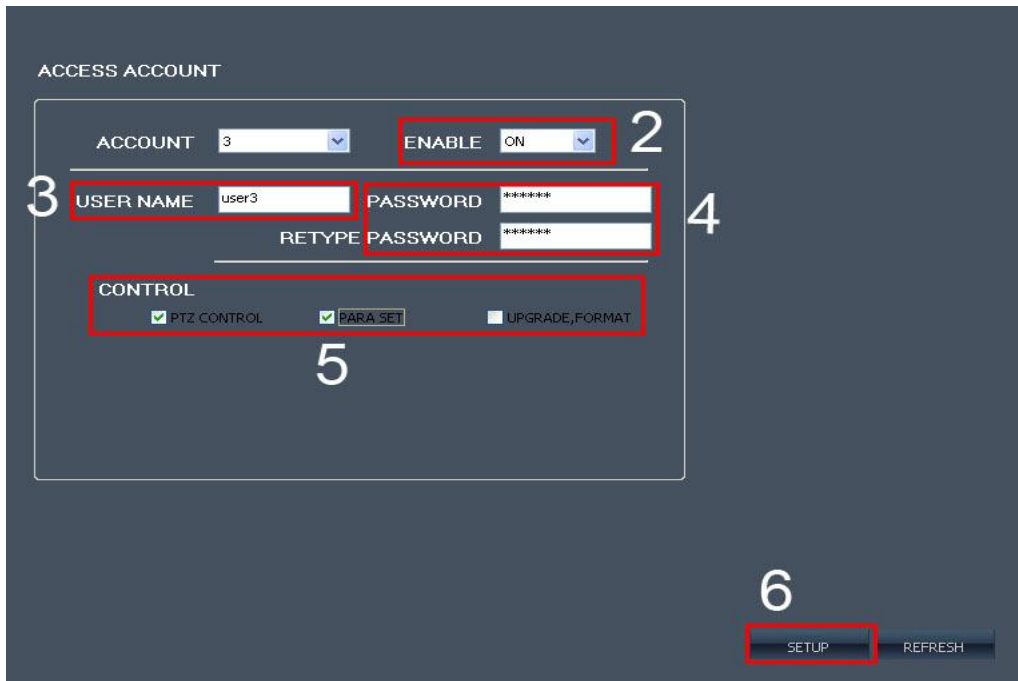 ACCESS ACCOUNT
ACCOUNT 3 ENABLE ON 2
3 USER NAME user3 PASSWORD ****** 4
RETYPE PASSWORD ******
CONTROL
PTZ CONTROL PARA SET UPGRADE,FORMAT
5
6
SETUP REFRESH